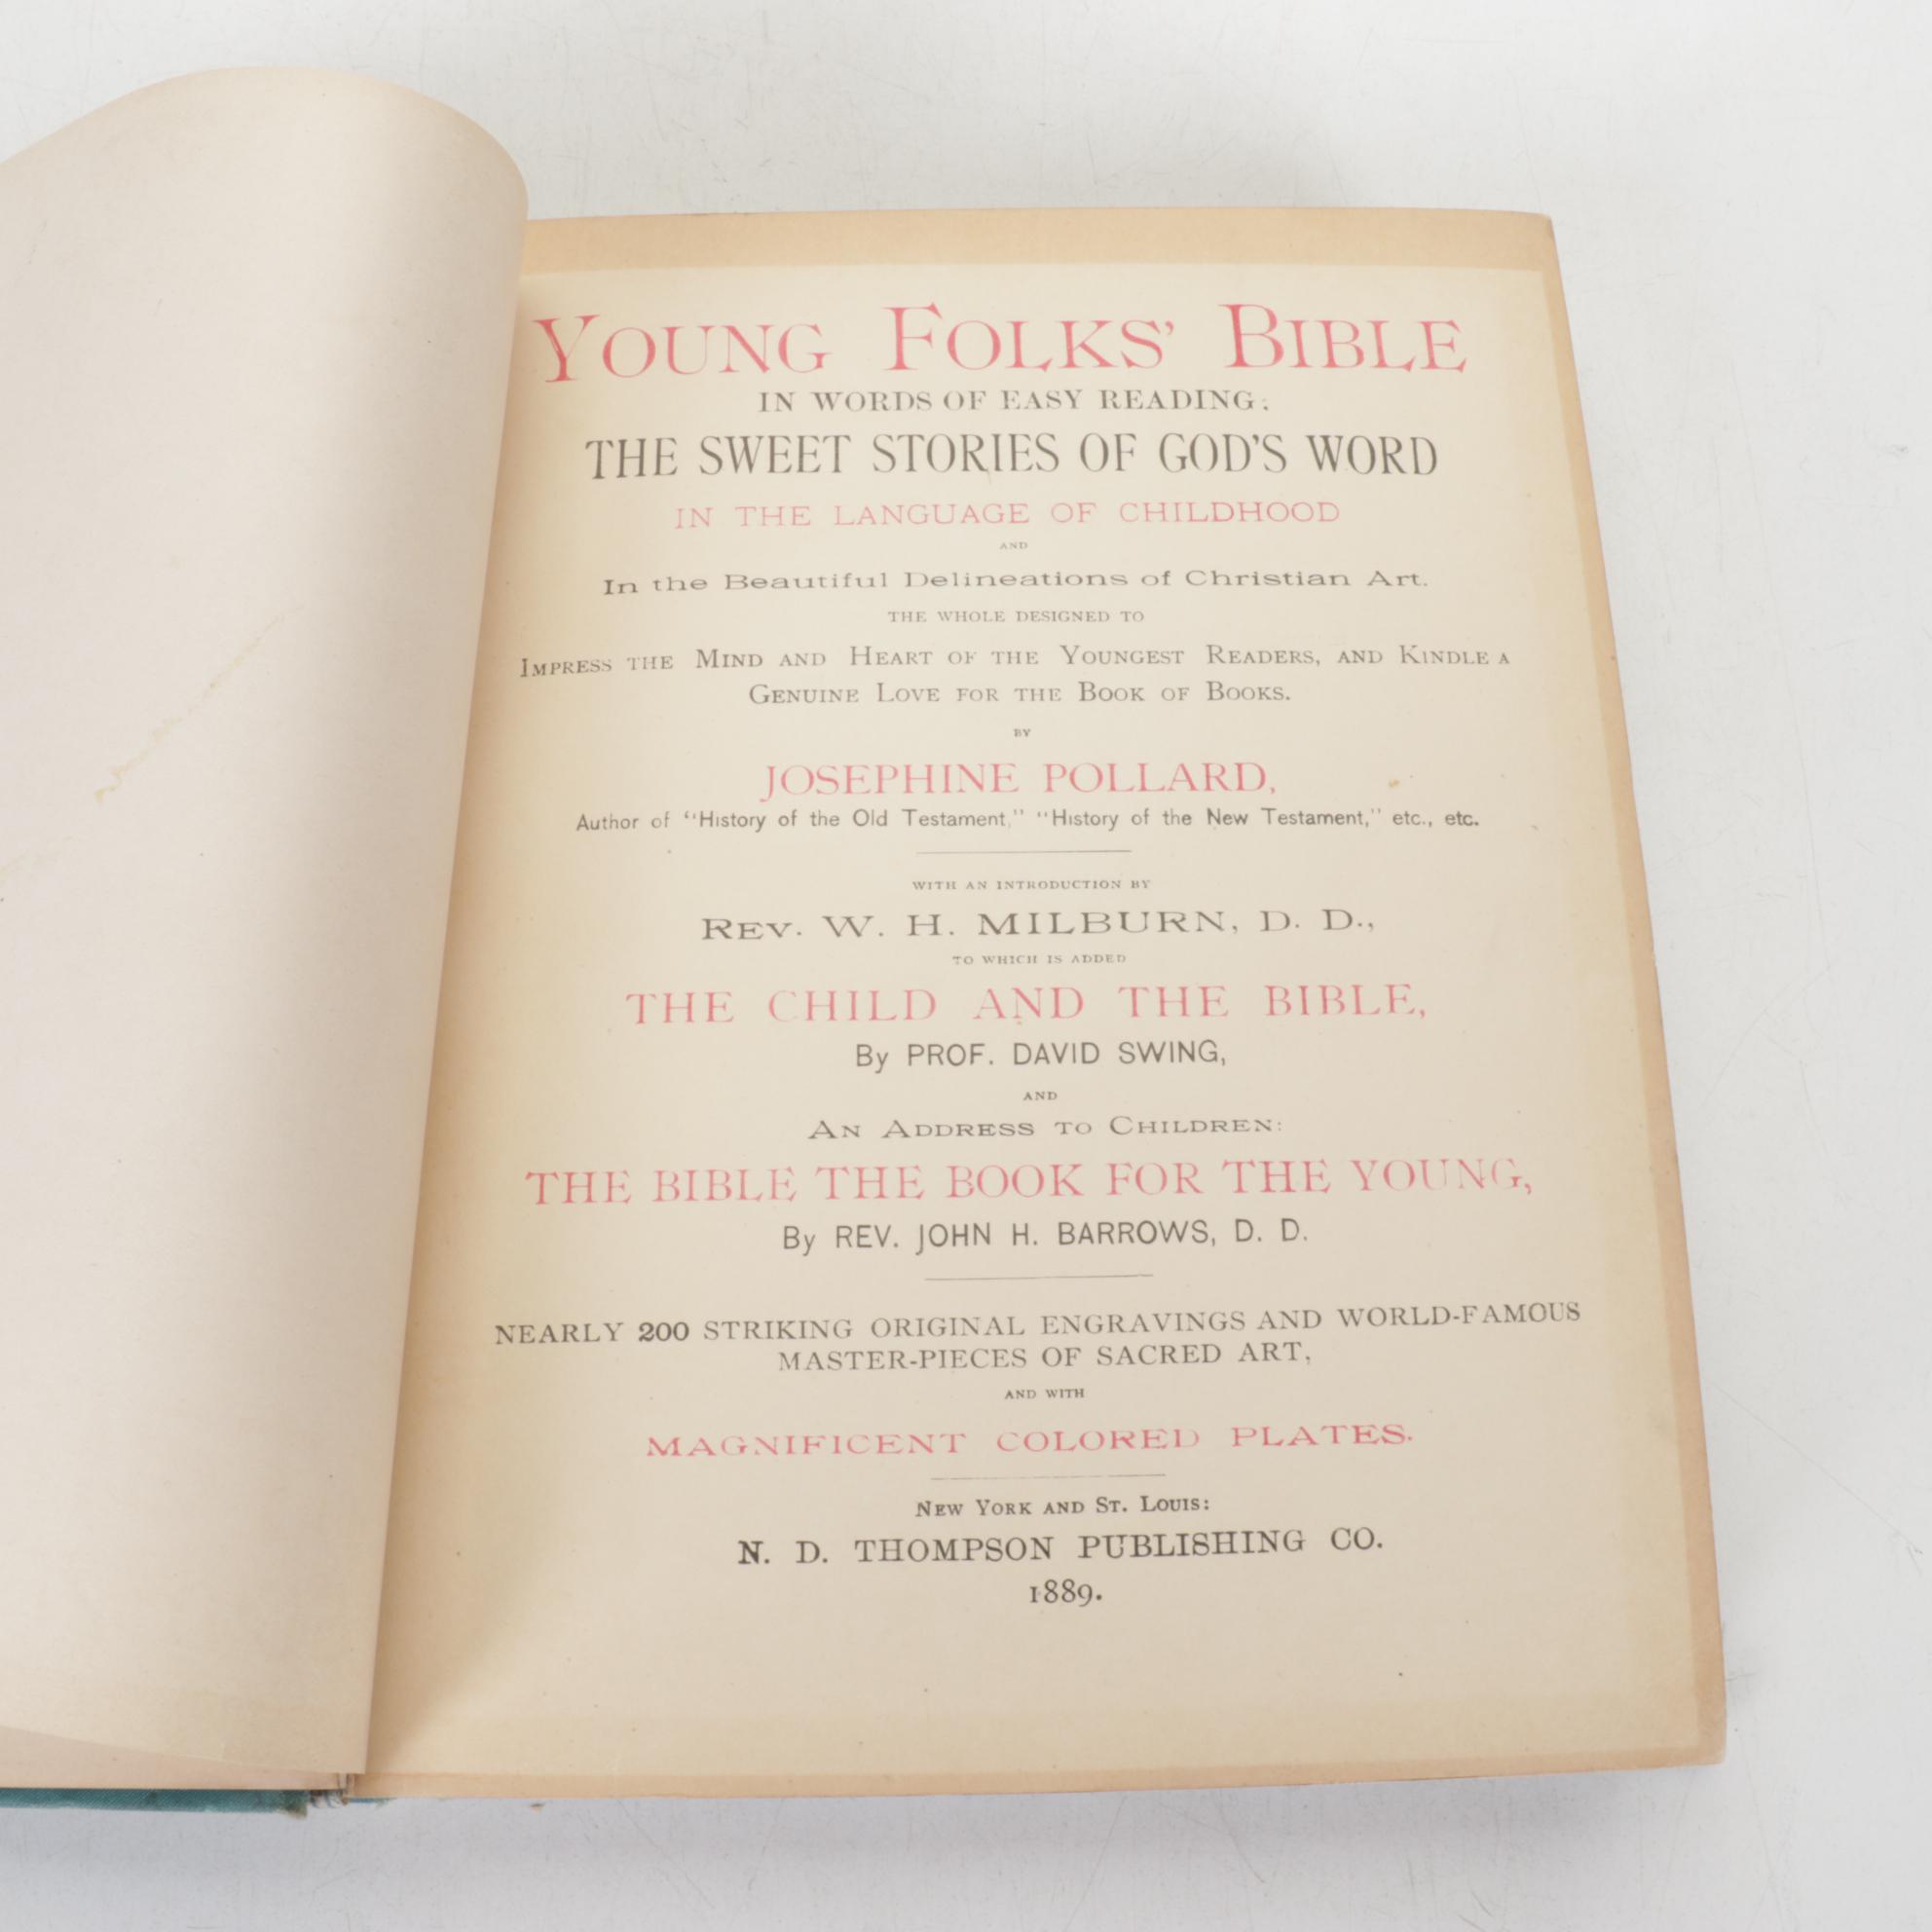 YOUNG FOLKS' BIBLE
IN WORDS OF EASY READING;
THE SWEET STORIES OF GOD'S WORD
IN THE LANGUAGE OF CHILDHOOD
AND
In the Beautiful Delineations of Christian Art.
THE WHOLE DESIGNED TO
IMPRESS THE MIND AND HEART OF THE YOUNGEST READERS, AND KINDLE A
GENUINE LOVE FOR THE BOOK OF BOOKS.
BY
JOSEPHINE POLLARD,
Author of "History of the Old Testament," "History of the New Testament," etc., etc.
WITH AN INTRODUCTION BY
REV. W. H. MILBURN, D. D.,
TO WHICH IS ADDED
THE CHILD AND THE BIBLE,
By PROF. DAVID SWING,
AND
AN ADDRESS TO CHILDREN:
THE BIBLE THE BOOK FOR THE YOUNG,
By REV. JOHN H. BARROWS, D. D.
NEARLY 200 STRIKING ORIGINAL ENGRAVINGS AND WORLD-FAMOUS
MASTER-PIECES OF SACRED ART,
AND WITH
MAGNIFICENT COLORED PLATES.
NEW YORK AND ST. LOUIS:
N. D. THOMPSON PUBLISHING CO.
1889.